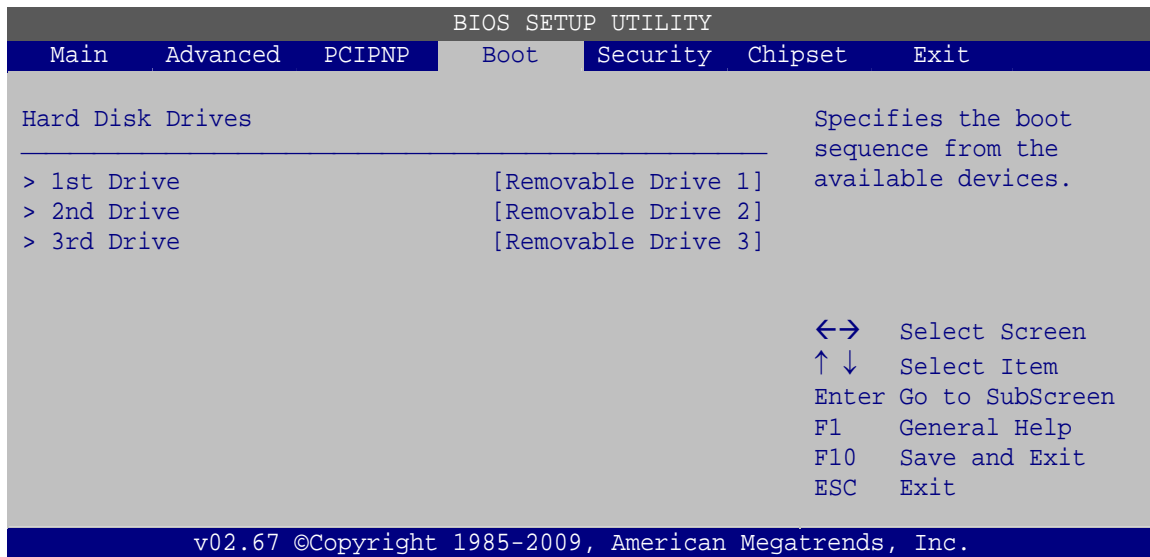 BIOS SETUP UTILITY
Main Advanced PCIPNP Boot Security Chipset Exit
Hard Disk Drives
> 1st Drive [Removable Drive 1]
> 2nd Drive [Removable Drive 2]
> 3rd Drive [Removable Drive 3]
Specifies the boot
sequence from the
available devices.
←→ Select Screen
↑ ↓ Select Item
Enter Go to SubScreen
F1 General Help
F10 Save and Exit
ESC Exit
v02.67 ©Copyright 1985-2009, American Megatrends, Inc.